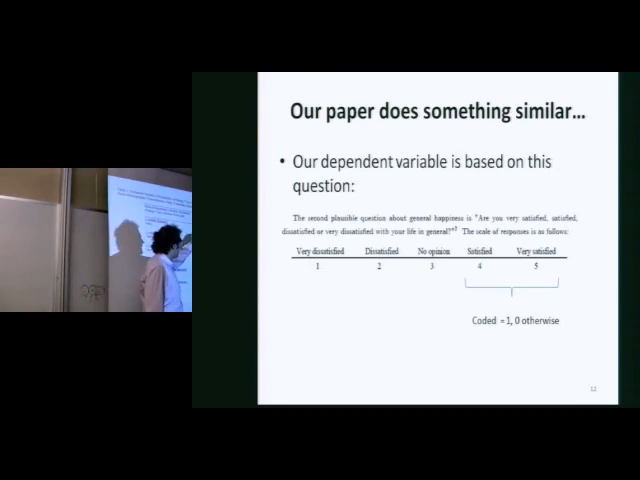 Our paper does something similar...
• Our dependent variable is based on this
question:
The second plausible question about general happiness is "Are you very satisfied, satisfied,
dissatisfied or very dissatisfied with your life in general?" The scale of responses is as follows:
Very dissatisfied Dissatisfied No opinion Satisfied Very satisfied
1 2 3 4 5
Coded = 1, 0 otherwise
12